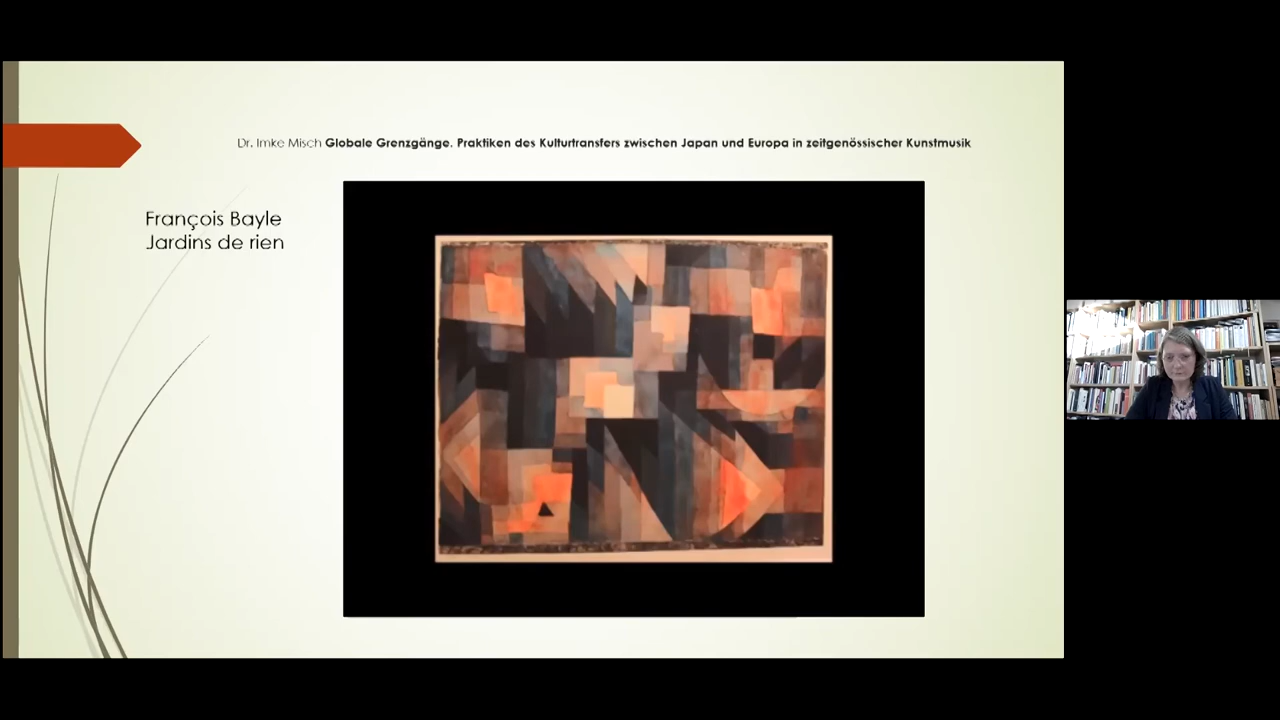 Dr. Imke Misch Globale Grenzgänge. Praktiken des Kulturtransfers zwischen Japan und Europa in zeitgenössischer Kunstmusik
François Bayle
Jardins de rien